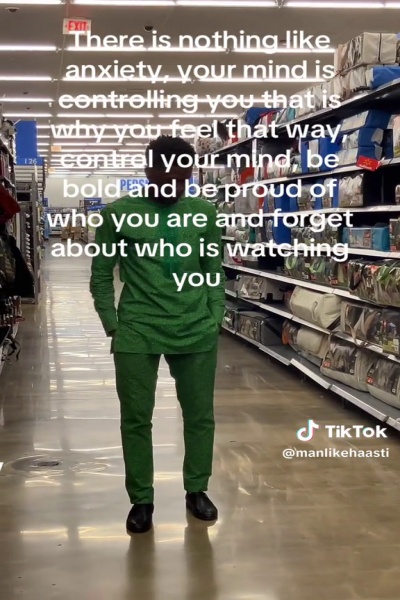 EXIT
There is nothing like
anxiety, your mind is
controlling you that is
why you feel that way,
control your mind, be
bold and be proud of
who you are and forget
about who is watching
you
TikTok
@manlikehaasti